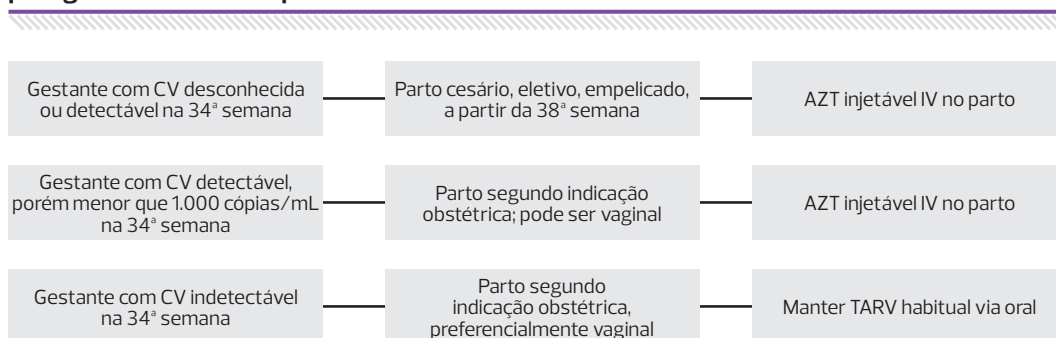 Gestante com CV desconhecida
ou detectável na 34ª semana
Parto cesário, eletivo, empelicado,
a partir da 38ª semana
AZT injetável IV no parto
Gestante com CV detectável,
porém menor que 1.000 cópias/mL
na 34ª semana
Parto segundo indicação
obstétrica; pode ser vaginal
AZT injetável IV no parto
Gestante com CV indetectável
na 34ª semana
Parto segundo
indicação obstétrica,
preferencialmente vaginal
Manter TARV habitual via oral